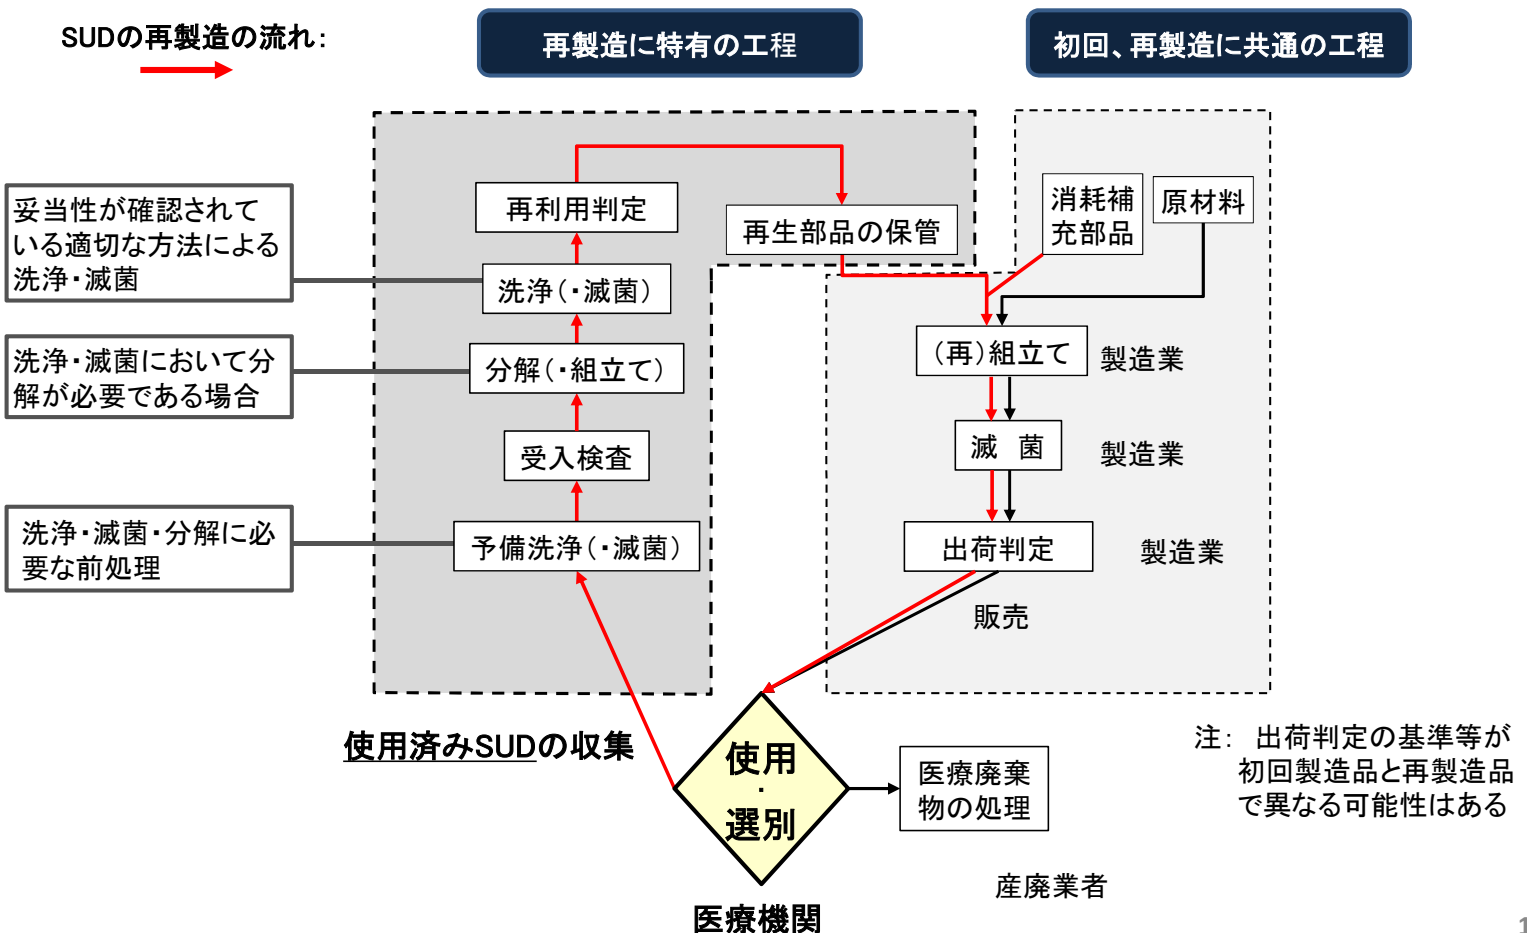 SUDの再製造の流れ：
再製造に特有の工程
初回、再製造に共通の工程
妥当性が確認されて
いる適切な方法による
洗浄・滅菌
洗浄・滅菌において分
解が必要である場合
洗浄・滅菌・分解に必
要な前処理
再利用判定
洗浄（・滅菌）
分解（・組立て）
受入検査
予備洗浄（・滅菌）
再生部品の保管
消耗補
充部品
原材料
（再）組立て
製造業
滅　菌
製造業
出荷判定
製造業
販売
使用済みSUDの収集
使用
・
選別
医療機関
医療廃棄
物の処理
産廃業者
注：　出荷判定の基準等が
初回製造品と再製造品
で異なる可能性はある
1